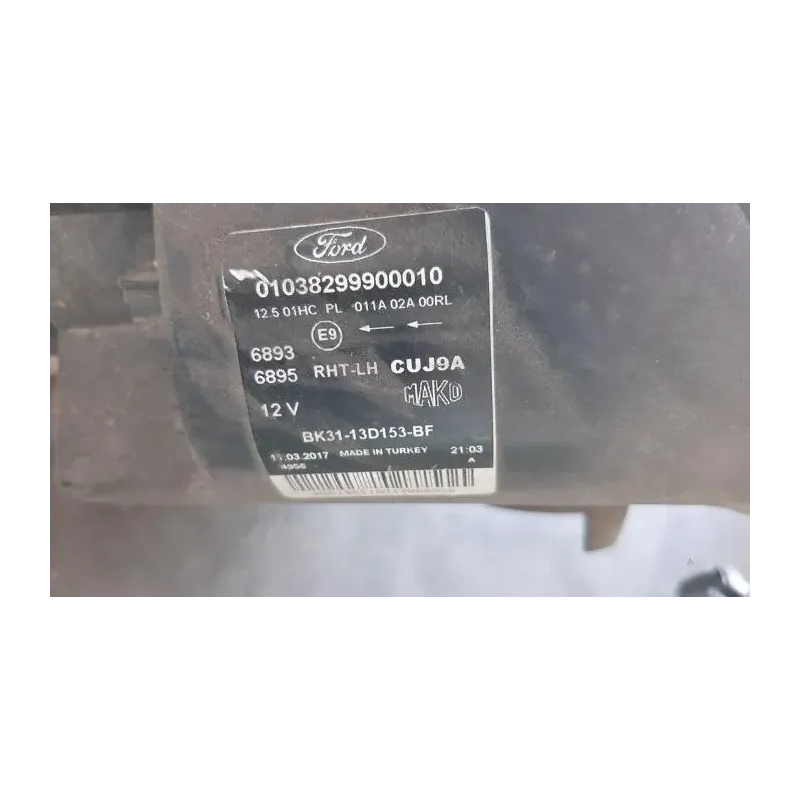 Ford
01038299900010
12.5 01HC PL 011A 02A 00RL
E9
6893
6895 RHT-LH CUJ9A
MAKO
12 V
BK31-13D153-BF
11.03.2017 MADE IN TURKEY 21:03
4956 A